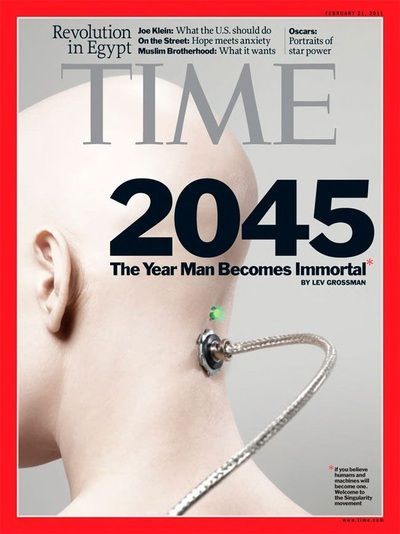 FEBRUARY 21, 2011
Revolution
in Egypt
Joe Klein: What the U.S. should do
On the Street: Hope meets anxiety
Muslim Brotherhood: What it wants
Oscars:
Portraits of
star power
TIME
2045
The Year Man Becomes Immortal*
BY LEV GROSSMAN
*If you believe
humans and
machines will
become one.
Welcome to
the Singularity
movement
www.time.com